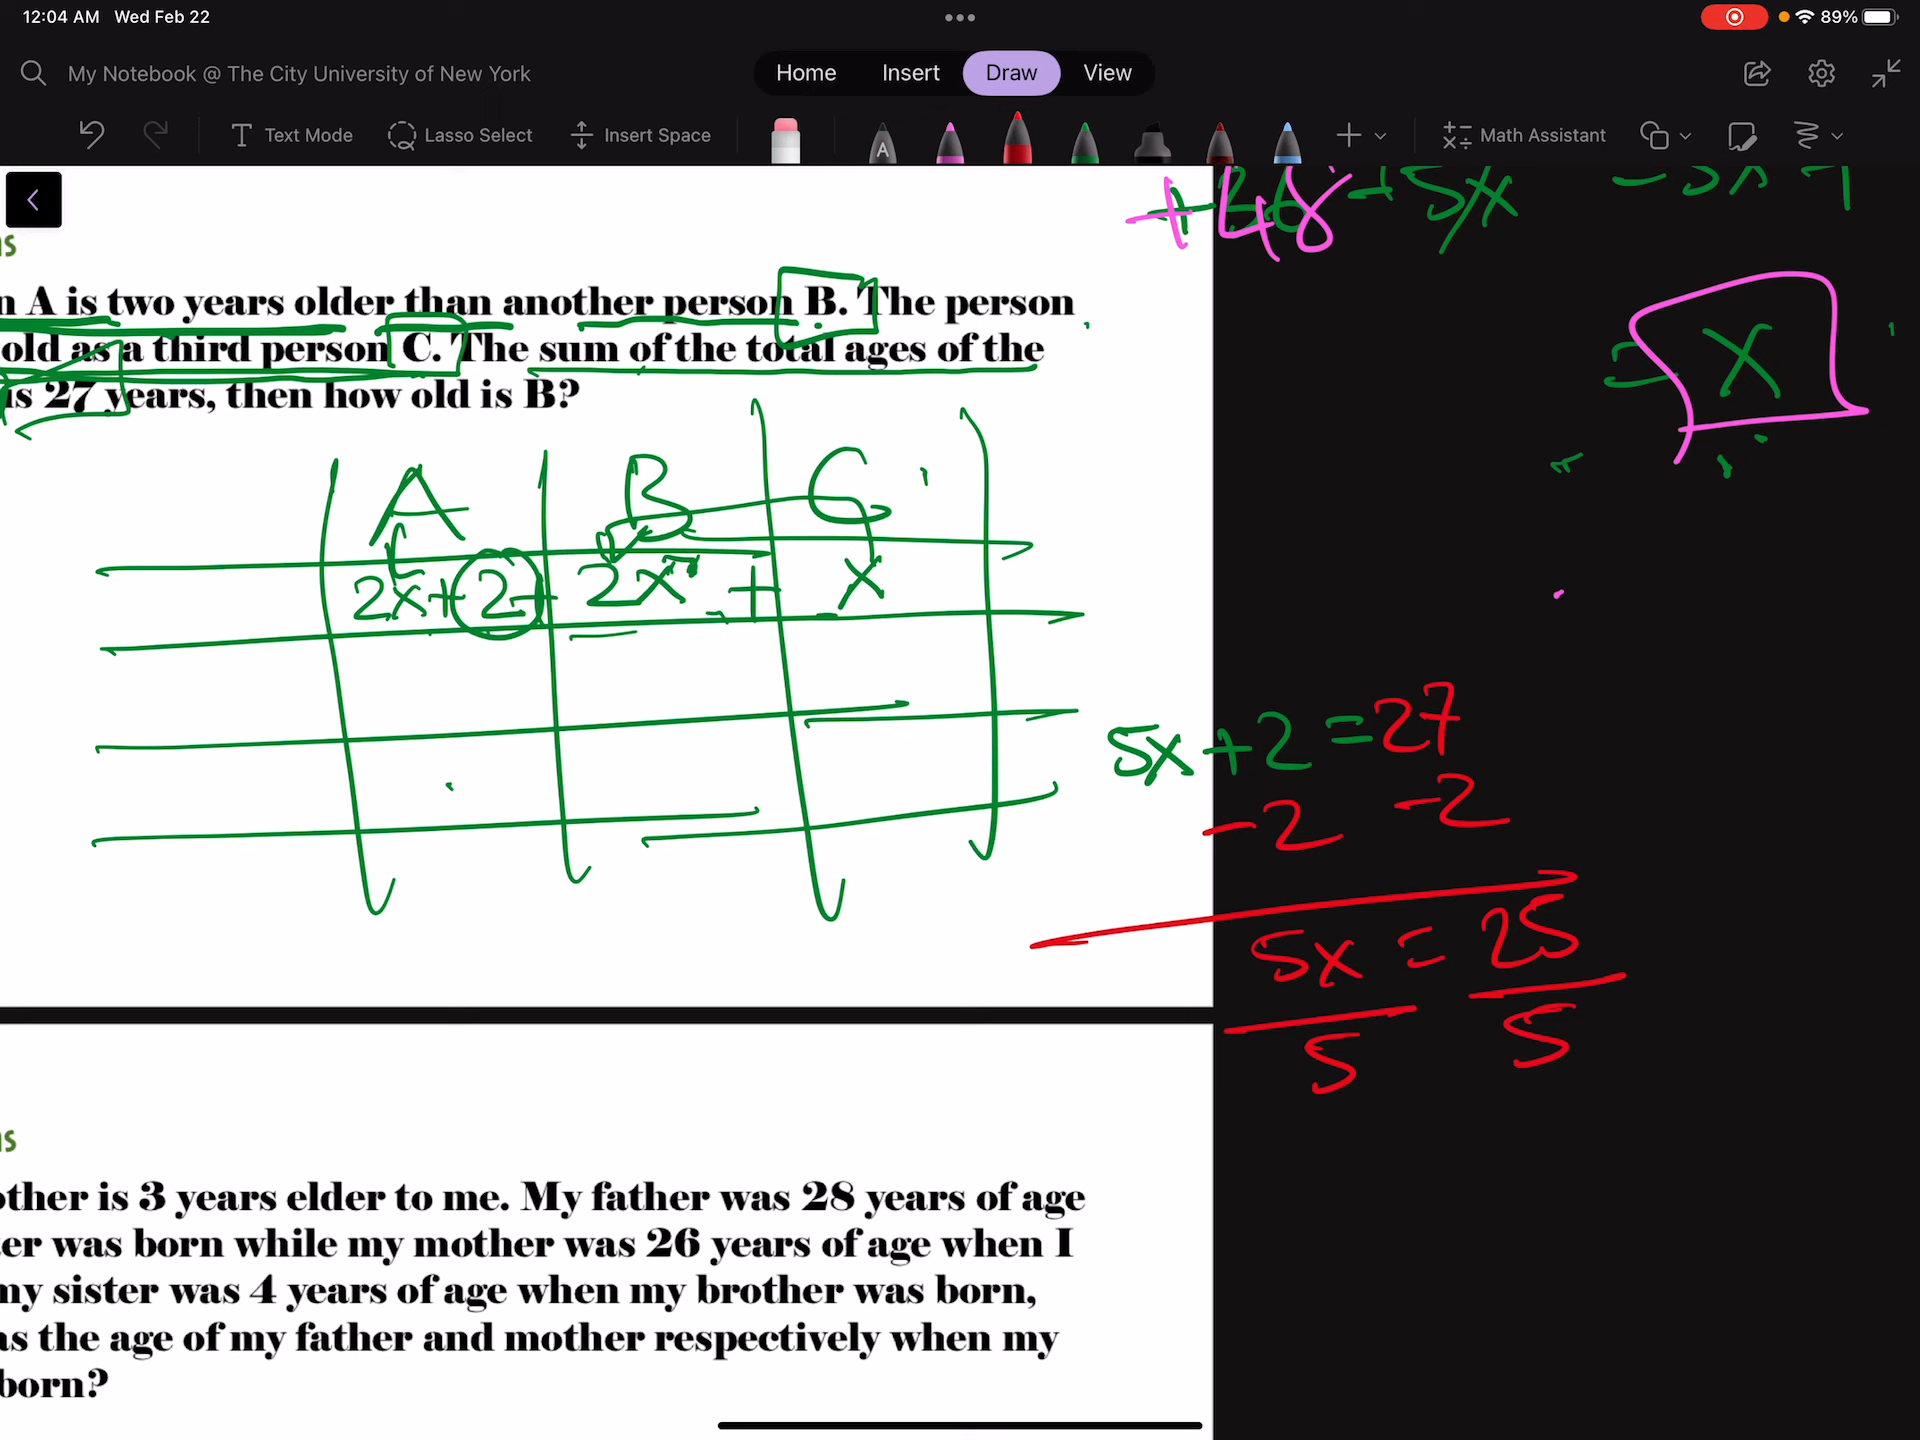 12:04 AM Wed Feb 22
89%
My Notebook @ The City University of New York
Home Insert Draw View
Text Mode Lasso Select Insert Space
A
Math Assistant
+48 +5x
x
n A is two years older than another person B. The person
old as a third person C. The sum of the total ages of the
is 27 years, then how old is B?
A B C
2x+2+ 2x + x
5x+2=27
-2 -2
5x = 25
5 5
other is 3 years elder to me. My father was 28 years of age
er was born while my mother was 26 years of age when I
my sister was 4 years of age when my brother was born,
as the age of my father and mother respectively when my
born?